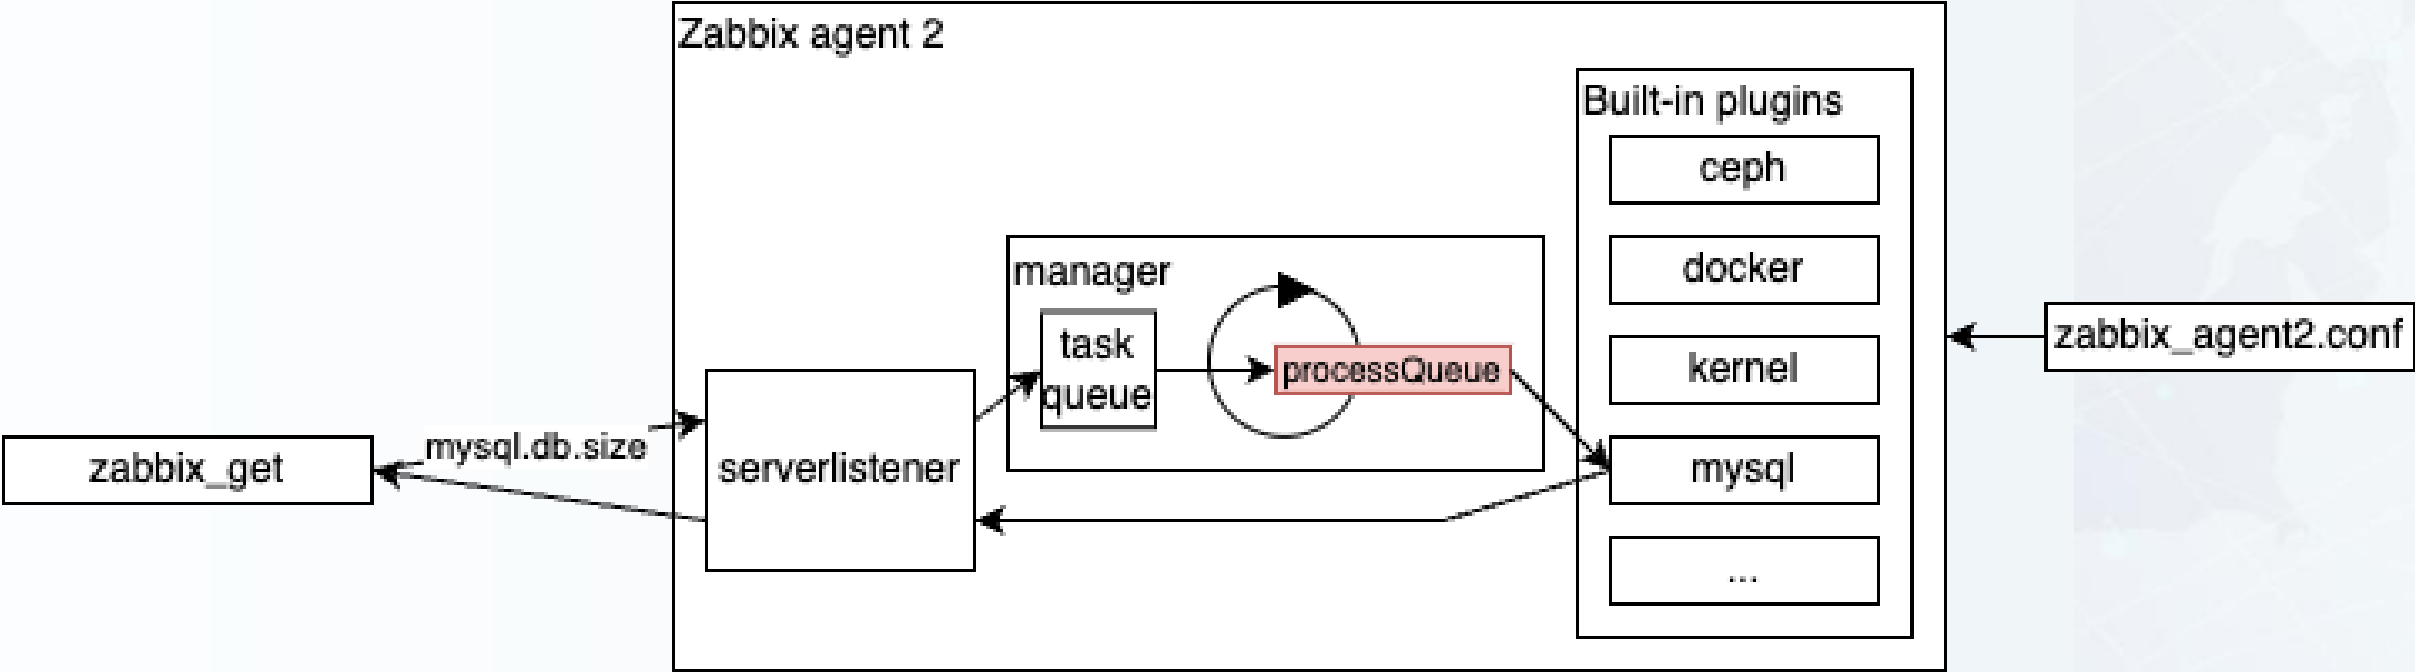 Zabbix agent 2
Built-in plugins
ceph
docker
kernel
mysql
...
manager
task
queue
processQueue
serverlistener
mysql.db.size
zabbix_get
zabbix_agent2.conf